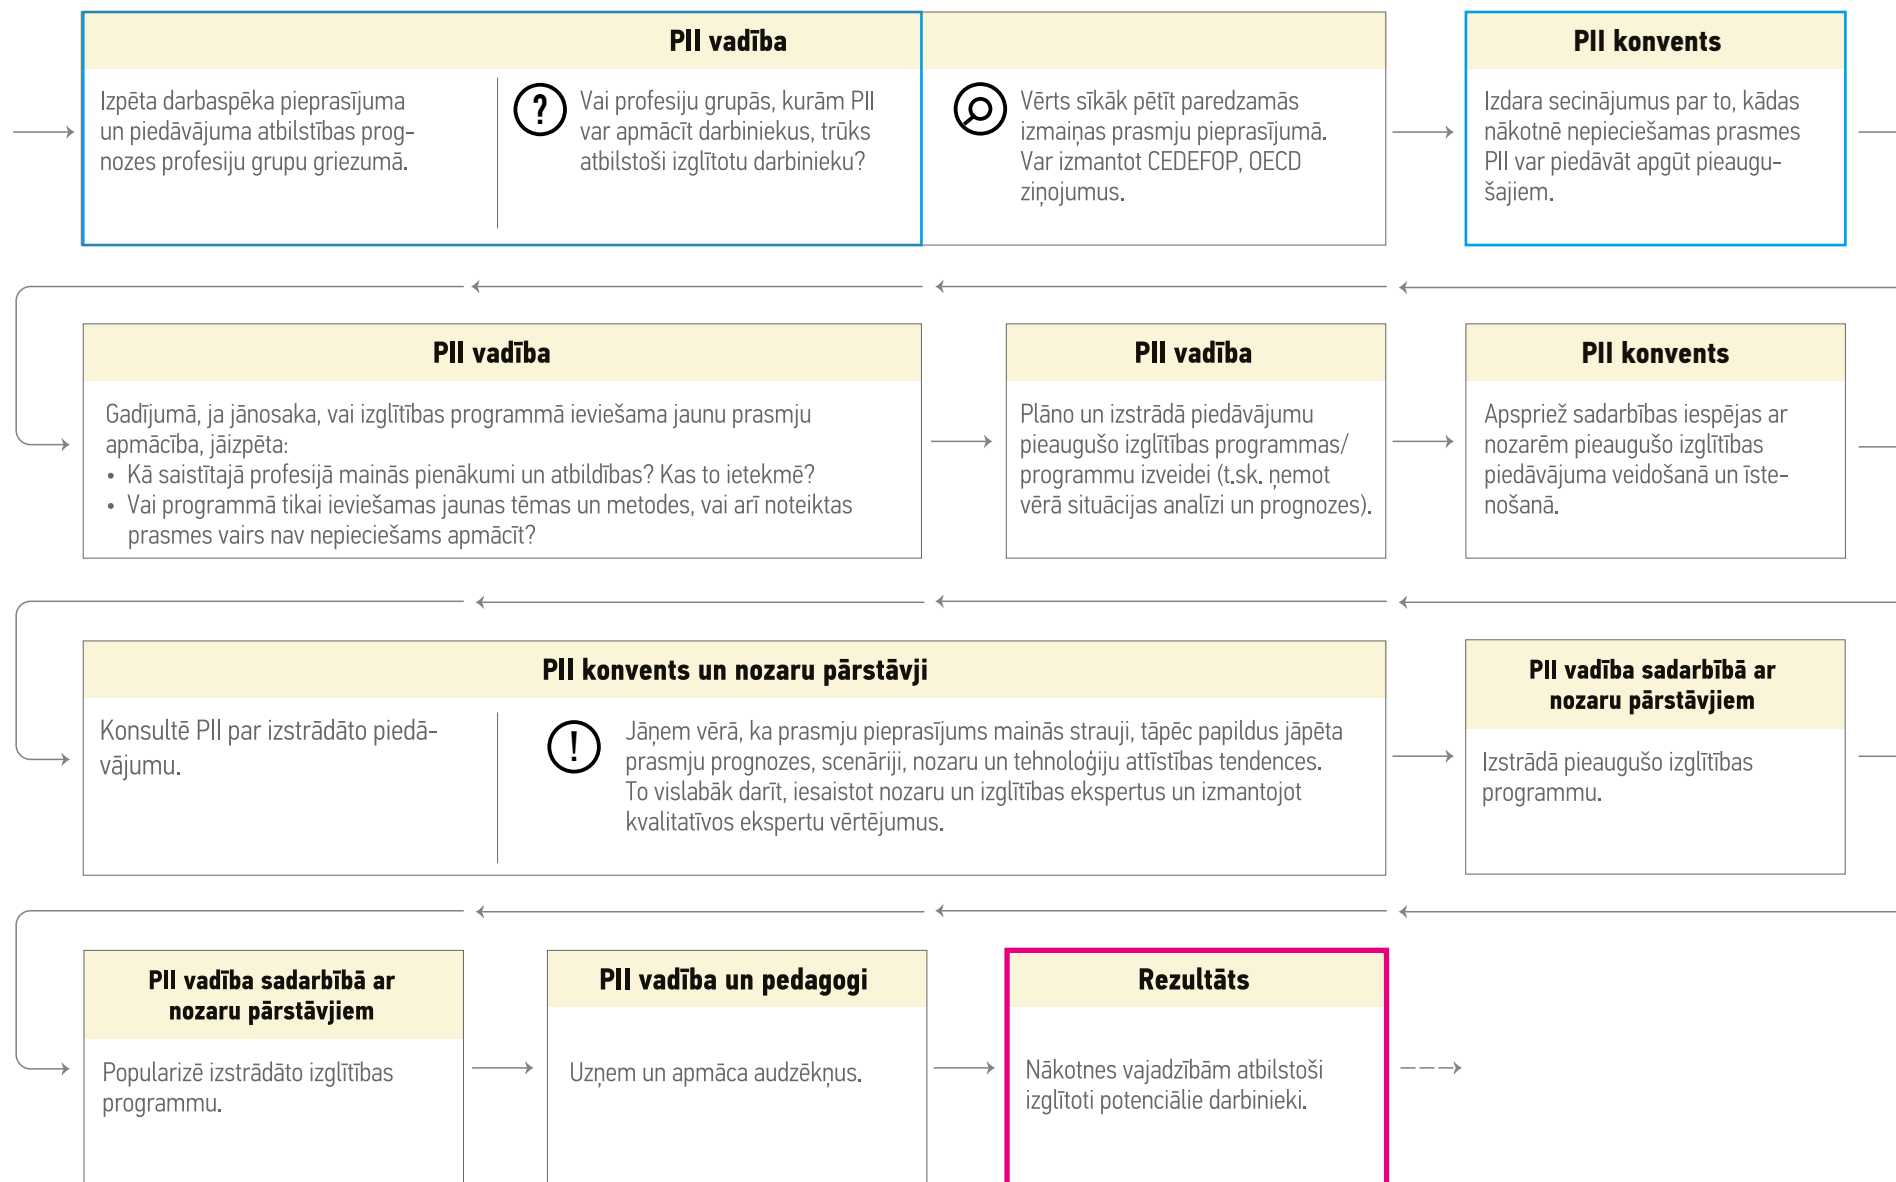 PII vadība
Izpēta darbaspēka pieprasījuma
un piedāvājuma atbilstības prog-
nozes profesiju grupu griezumā.
?
Vai profesiju grupās, kurām PII
var apmācīt darbiniekus, trūks
atbilstoši izglītotu darbinieku?
Vērts sīkāk pētīt paredzamās
izmaiņas prasmju pieprasījumā.
Var izmantot CEDEFOP, OECD
ziņojumus.
PII konvents
Izdara secinājumus par to, kādas
nākotnē nepieciešamas prasmes
PII var piedāvāt apgūt pieaugu-
šajiem.
PII vadība
Gadījumā, ja jānosaka, vai izglītības programmā ieviešama jaunu prasmju
apmācība, jāizpēta:
• Kā saistītajā profesijā mainās pienākumi un atbildības? Kas to ietekmē?
• Vai programmā tikai ieviešamas jaunas tēmas un metodes, vai arī noteiktas
prasmes vairs nav nepieciešams apmācīt?
PII vadība
Plāno un izstrādā piedāvājumu
pieaugušo izglītības programmas/
programmu izveidei (t.sk. ņemot
vērā situācijas analīzi un prognozes).
PII konvents
Apspriež sadarbības iespējas ar
nozarēm pieaugušo izglītības
piedāvājuma veidošanā un īste-
nošanā.
PII konvents un nozaru pārstāvji
Konsultē PII par izstrādāto piedā-
vājumu.
!
Jāņem vērā, ka prasmju pieprasījums mainās strauji, tāpēc papildus jāpēta
prasmju prognozes, scenāriji, nozaru un tehnoloģiju attīstības tendences.
To vislabāk darīt, iesaistot nozaru un izglītības ekspertus un izmantojot
kvalitatīvos ekspertu vērtējumus.
PII vadība sadarbībā ar
nozaru pārstāvjiem
Izstrādā pieaugušo izglītības
programmu.
PII vadība sadarbībā ar
nozaru pārstāvjiem
Popularizē izstrādāto izglītības
programmu.
PII vadība un pedagogi
Uzņem un apmāca audzēkņus.
Rezultāts
Nākotnes vajadzībām atbilstoši
izglītoti potenciālie darbinieki.